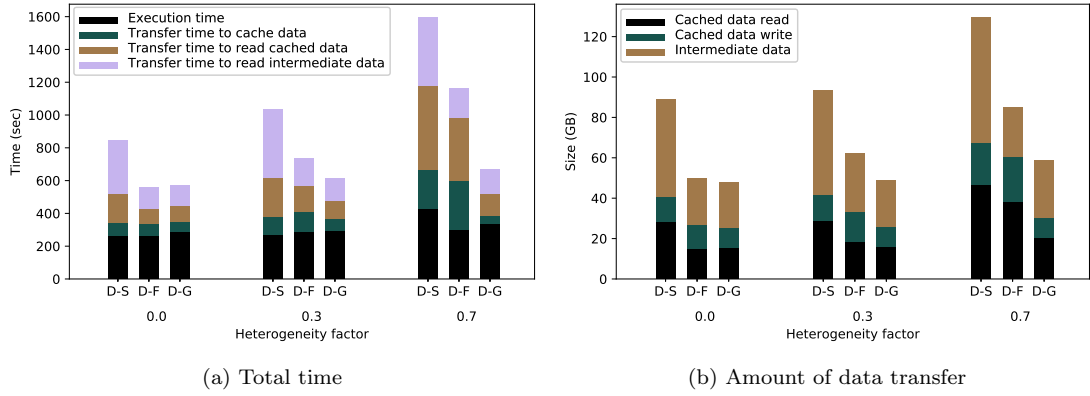 1600
1400
1200
1000
800
600
400
200
0
Time (sec)
Execution time
Transfer time to cache data
Transfer time to read cached data
Transfer time to read intermediate data
D-S D-F D-G D-S D-F D-G D-S D-F D-G
0.0 0.3 0.7
Heterogeneity factor
(a) Total time
120
100
80
60
40
20
0
Size (GB)
Cached data read
Cached data write
Intermediate data
D-S D-F D-G D-S D-F D-G D-S D-F D-G
0.0 0.3 0.7
Heterogeneity factor
(b) Amount of data transfer